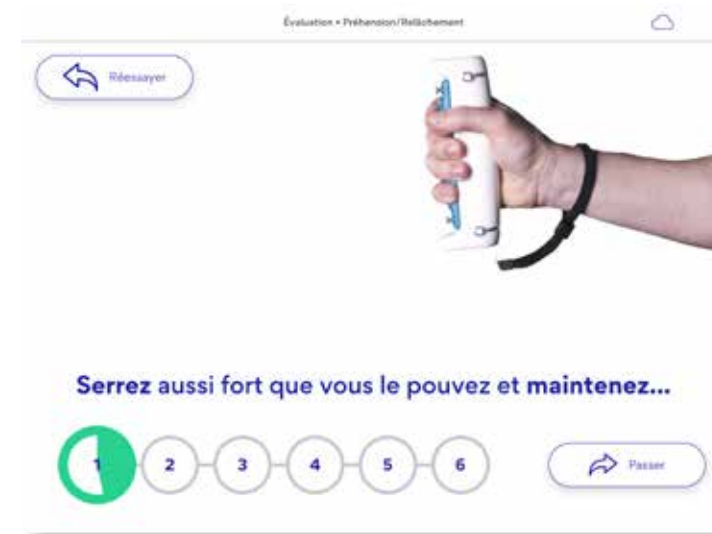 Évaluation • Préhension/Relâchement
Réessayer
Serrez aussi fort que vous le pouvez et maintenez...
1 2 3 4 5 6
Passer